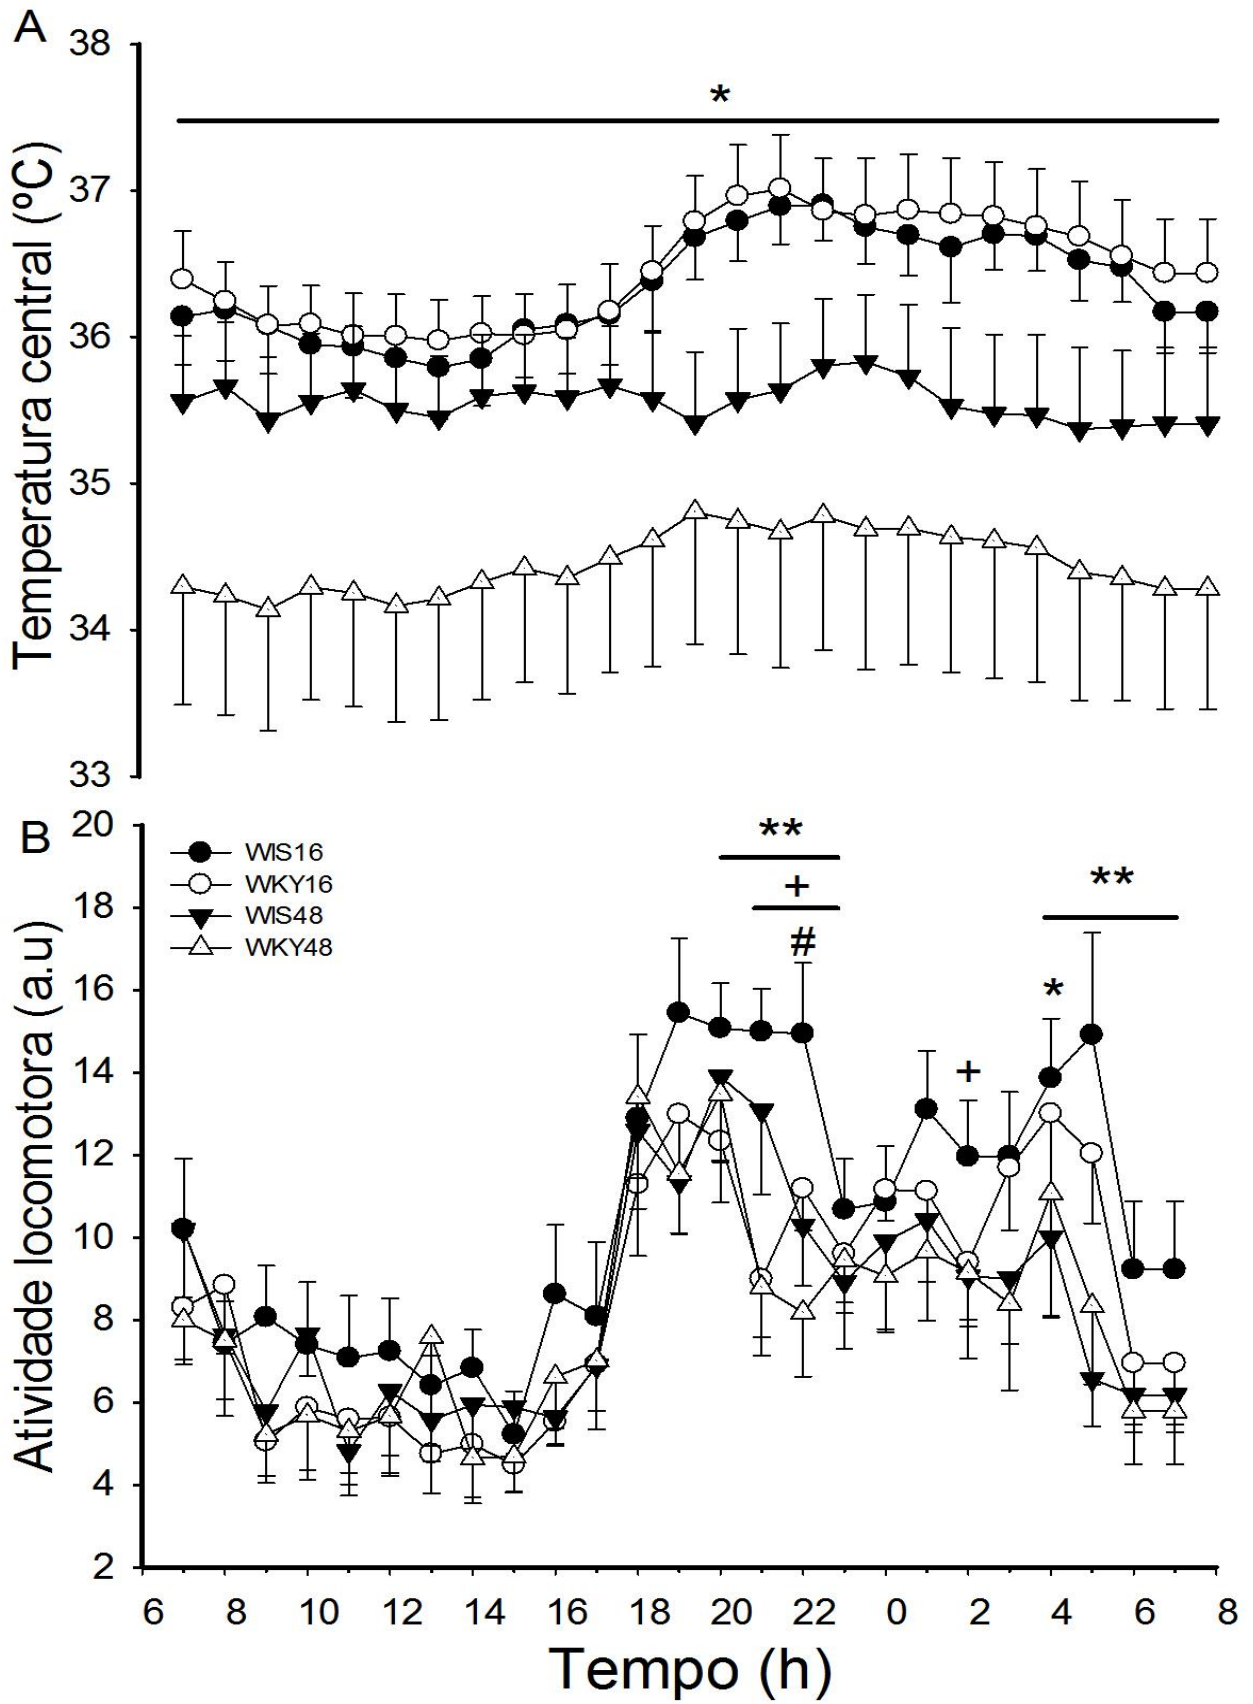 A
38
*
37
36
35
34
33
Temperatura central (ºC)
B
20
18
16
14
12
10
8
6
4
2
Atividade locomotora (a.u)
WIS16
WKY16
WIS48
WKY48
**
+
#
**
*
+
6 8 10 12 14 16 18 20 22 0 2 4 6 8
Tempo (h)